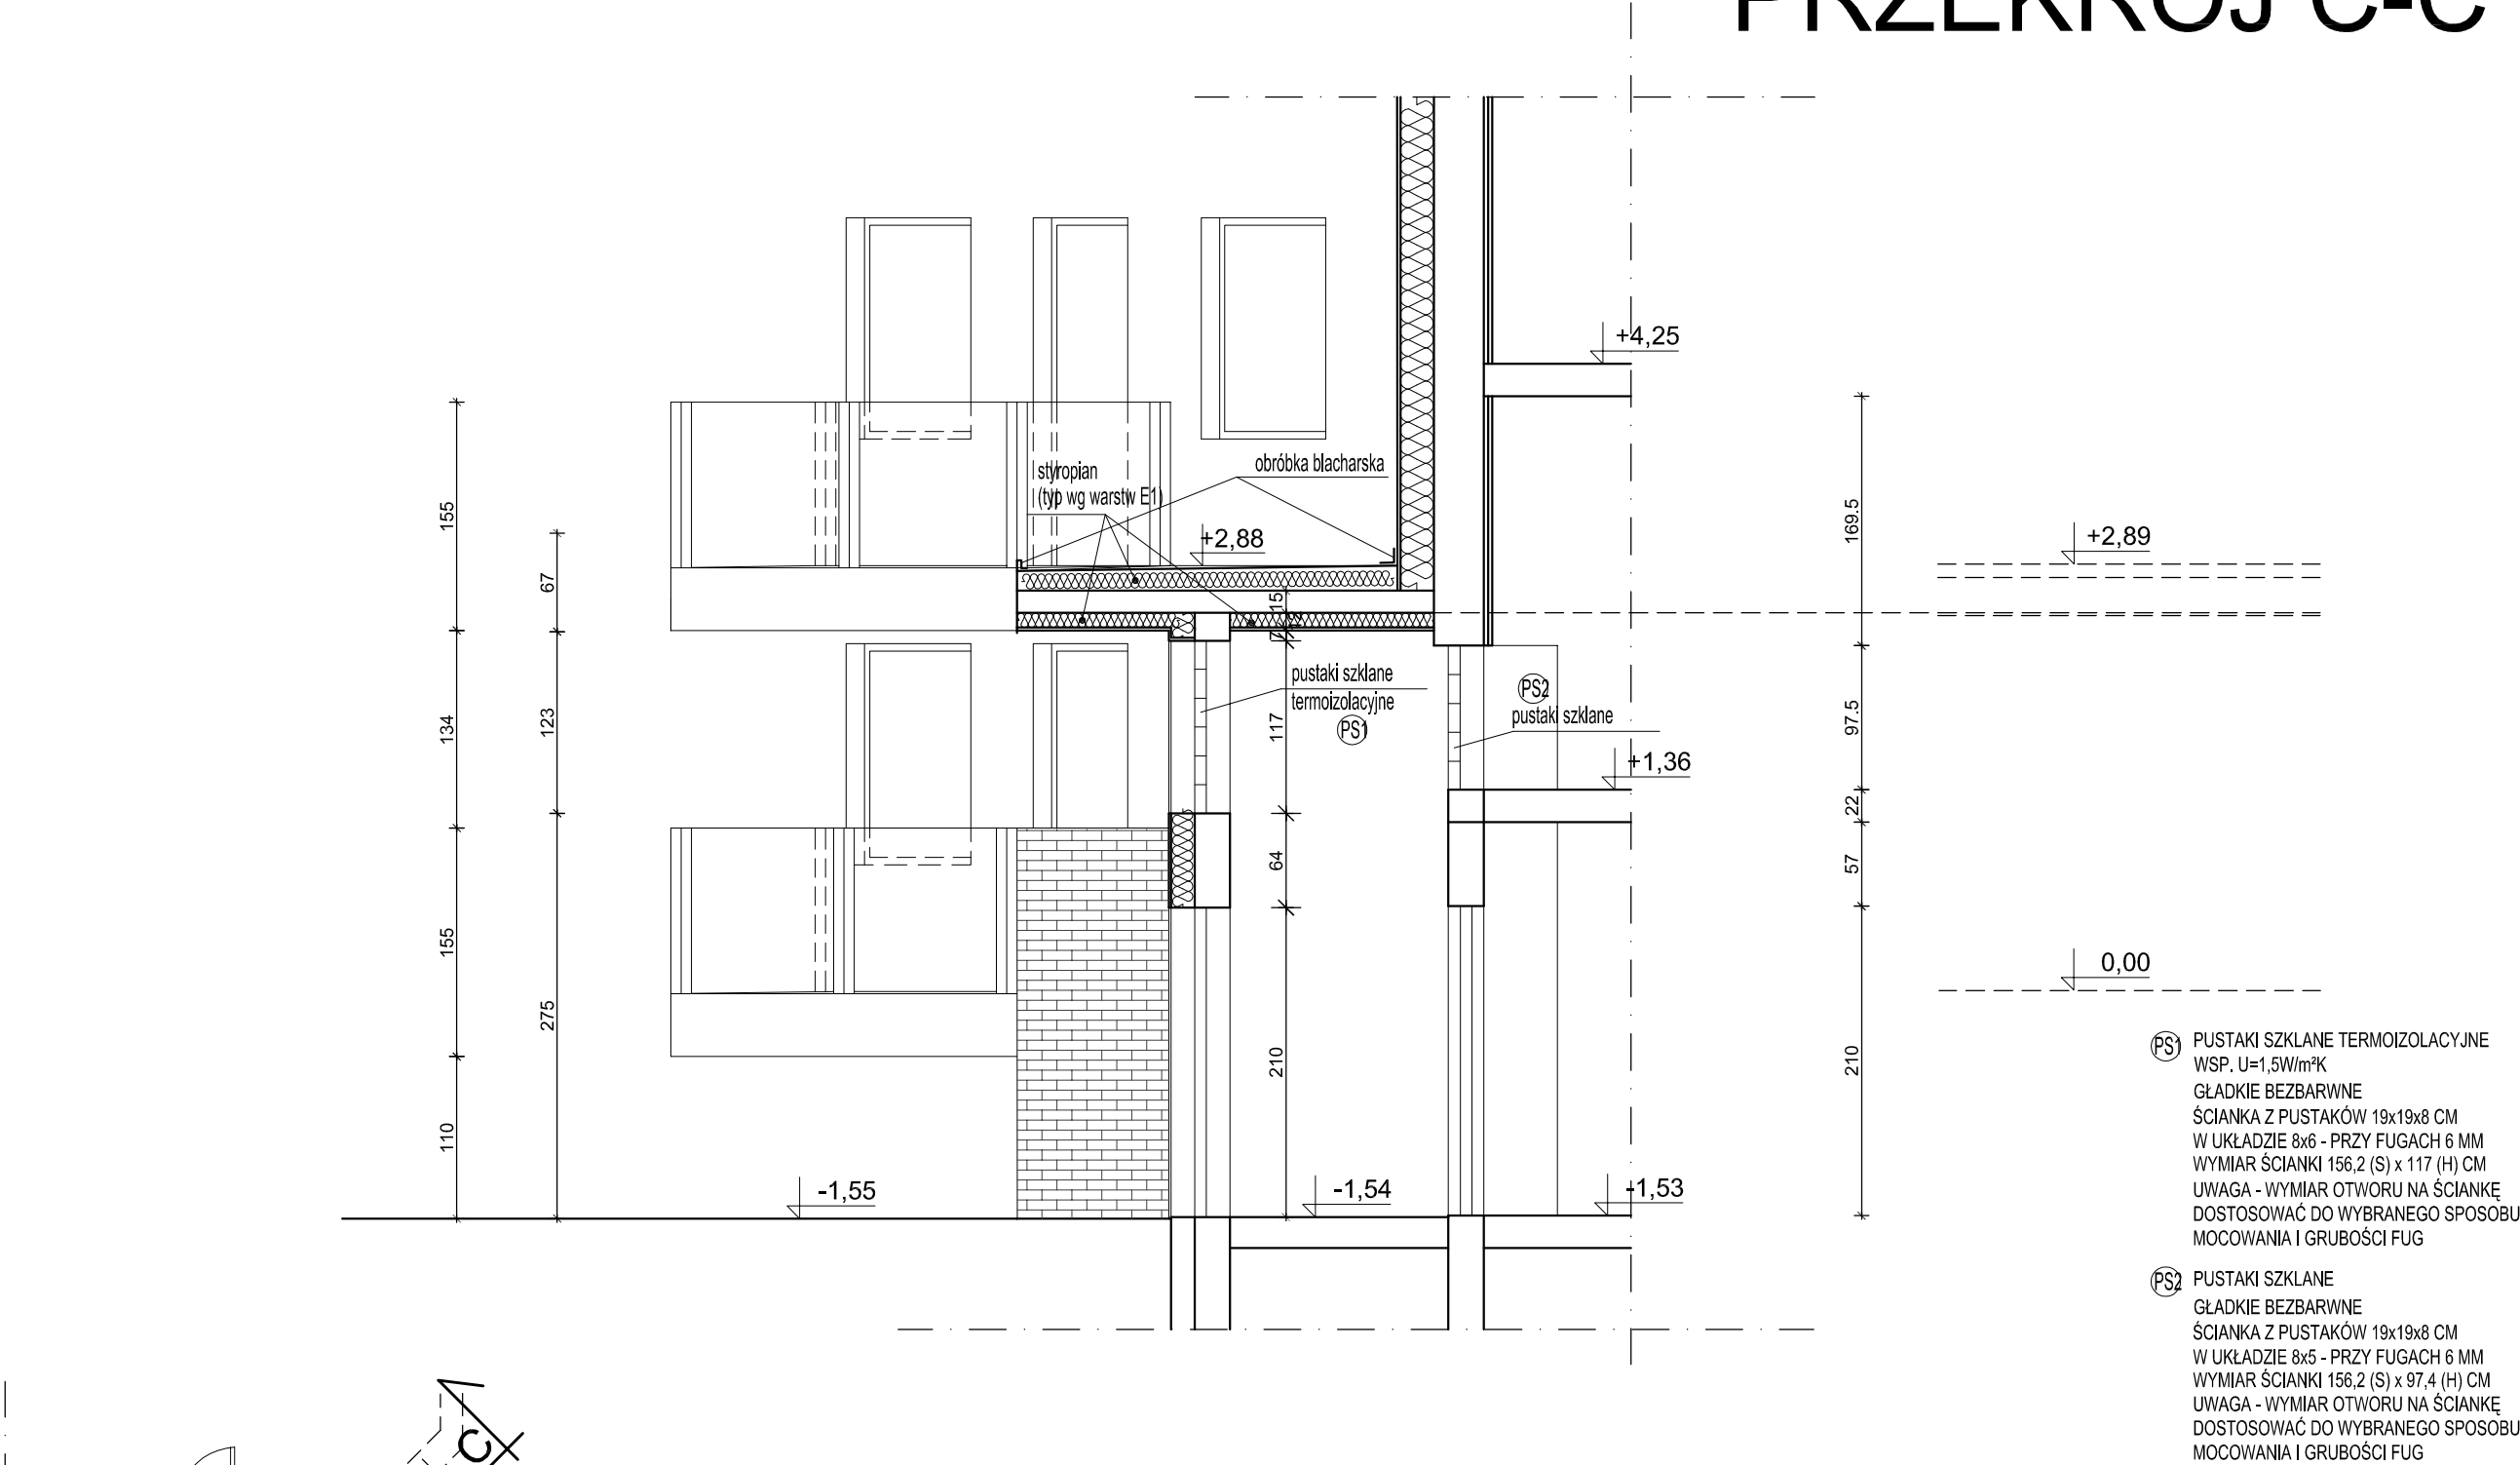 PRZEKRÓJ C-C
+4,25
styropian
(typ wg warstw E1)
obróbka blacharska
+2,88
+2,89
155
67
134
123
155
275
110
15
12
7
117
64
210
169.5
97.5
22
57
210
pustaki szklane
termoizolacyjne
PS1
PS2
pustaki szklane
+1,36
0,00
-1,55
-1,54
-1,53
PS1 PUSTAKI SZKLANE TERMOIZOLACYJNE
WSP. U=1,5W/m²K
GŁADKIE BEZBARWNE
ŚCIANKA Z PUSTAKÓW 19x19x8 CM
W UKŁADZIE 8x6 - PRZY FUGACH 6 MM
WYMIAR ŚCIANKI 156,2 (S) x 117 (H) CM
UWAGA - WYMIAR OTWORU NA ŚCIANKĘ
DOSTOSOWAĆ DO WYBRANEGO SPOSOBU
MOCOWANIA I GRUBOŚCI FUG
PS2 PUSTAKI SZKLANE
GŁADKIE BEZBARWNE
ŚCIANKA Z PUSTAKÓW 19x19x8 CM
W UKŁADZIE 8x5 - PRZY FUGACH 6 MM
WYMIAR ŚCIANKI 156,2 (S) x 97,4 (H) CM
UWAGA - WYMIAR OTWORU NA ŚCIANKĘ
DOSTOSOWAĆ DO WYBRANEGO SPOSOBU
MOCOWANIA I GRUBOŚCI FUG
C